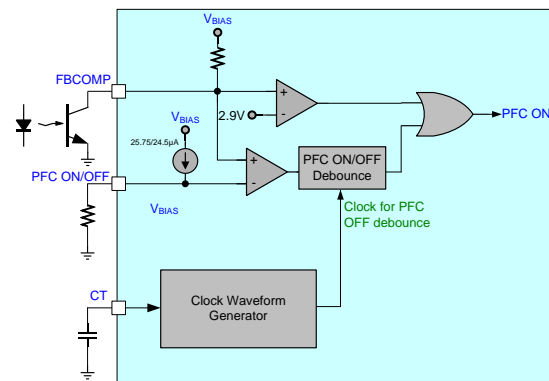 VBIAS
FBCOMP
VBIAS
2.9V
+
-
PFC ON
25.75/24.5μA
PFC ON/OFF
+
-
PFC ON/OFF
Debounce
VBIAS
Clock for PFC
OFF debounce
CT
Clock Waveform
Generator